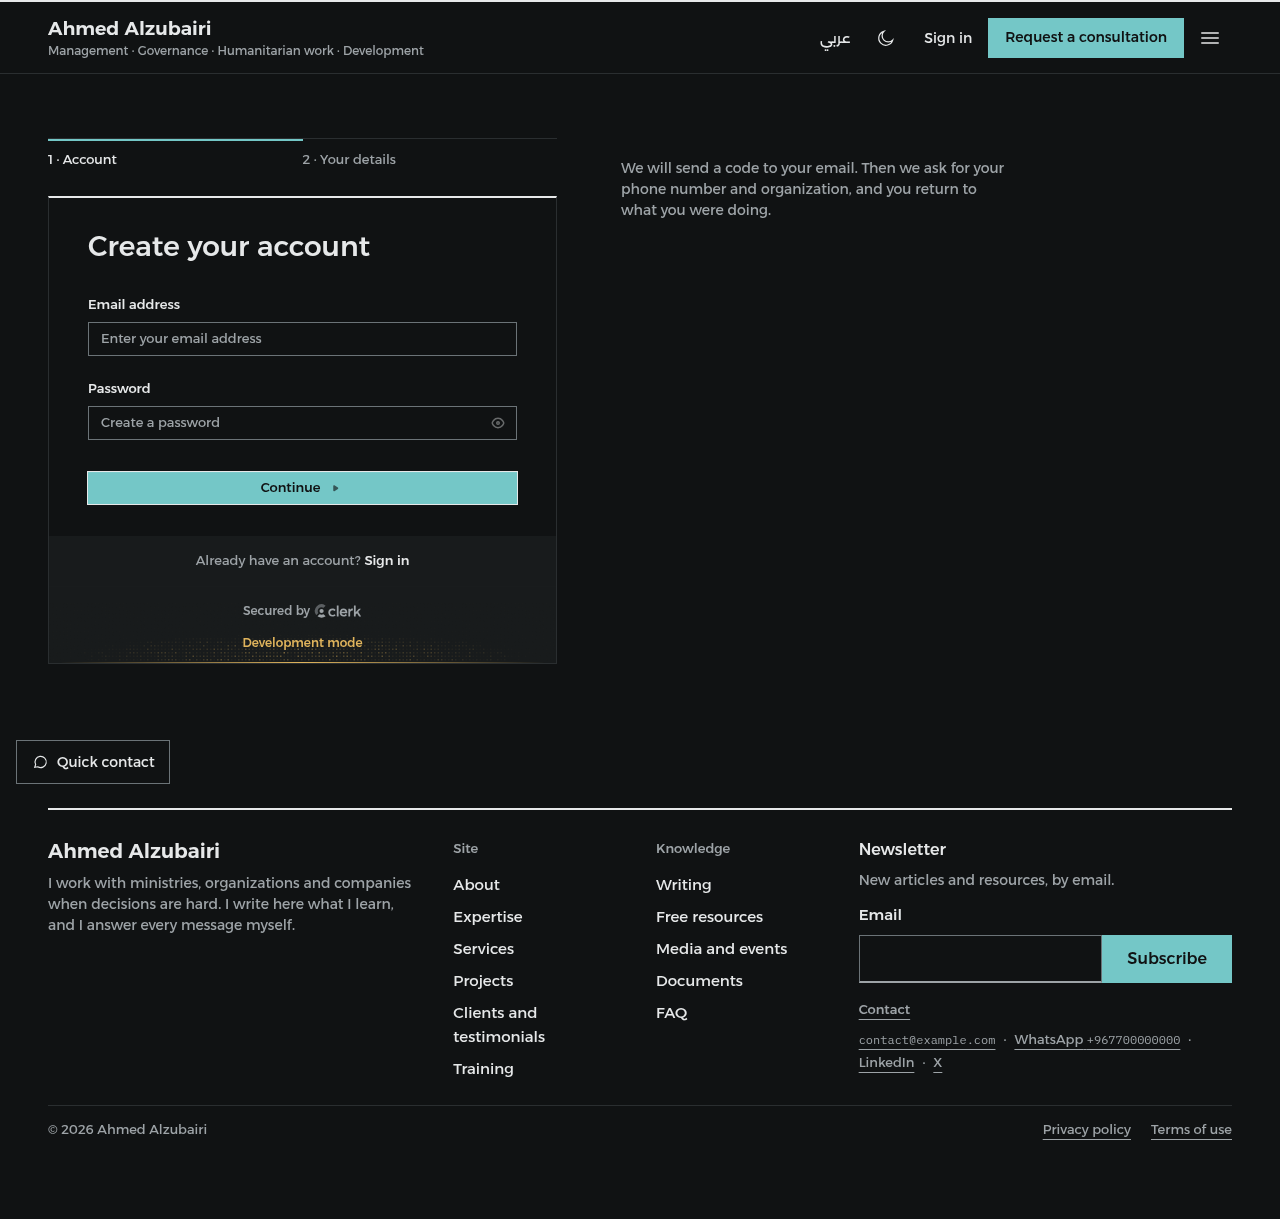 Ahmed Alzubairi
Management · Governance · Humanitarian work · Development
عربي
Sign in
Request a consultation
1 · Account
2 · Your details
We will send a code to your email. Then we ask for your
phone number and organization, and you return to
what you were doing.
Create your account
Email address
Enter your email address
Password
Create a password
Continue
Already have an account? Sign in
Secured by clerk
Development mode
Quick contact
Ahmed Alzubairi
I work with ministries, organizations and companies
when decisions are hard. I write here what I learn,
and I answer every message myself.
Site
About
Expertise
Services
Projects
Clients and
testimonials
Training
Knowledge
Writing
Free resources
Media and events
Documents
FAQ
Newsletter
New articles and resources, by email.
Email
Subscribe
Contact
contact@example.com · WhatsApp +967700000000 ·
LinkedIn · X
© 2026 Ahmed Alzubairi
Privacy policy
Terms of use